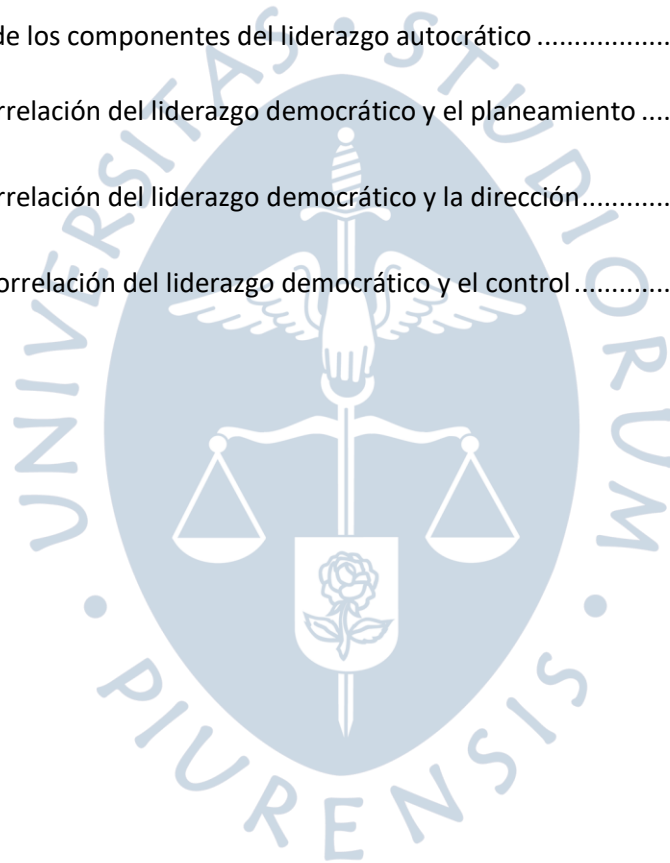 de los componentes del liderazgo autocrático ..................
rrelación del liderazgo democrático y el planeamiento ....
rrelación del liderazgo democrático y la dirección............
orrelación del liderazgo democrático y el control.............
UNIVERSITAS • STUDIORUM • PIURENSIS •